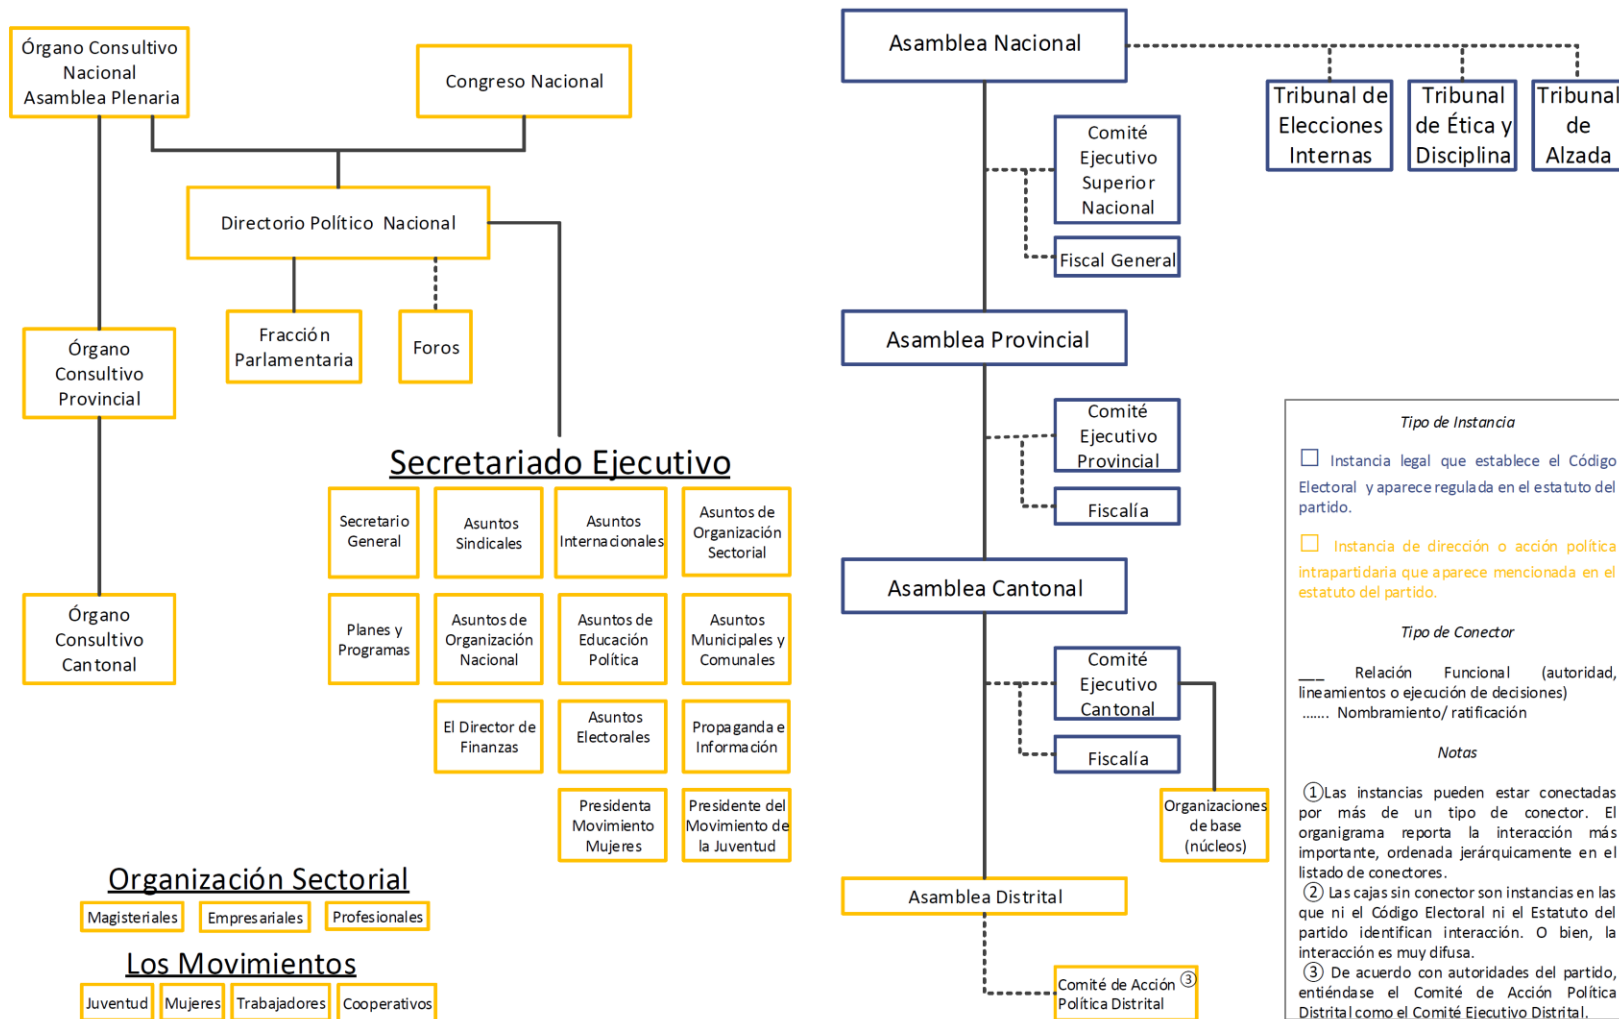 Órgano Consultivo
Nacional
Asamblea Plenaria
Congreso Nacional
Directorio Político Nacional
Fracción
Parlamentaria
Foros
Órgano
Consultivo
Provincial
Órgano
Consultivo
Cantonal
Secretariado Ejecutivo
Secretario
General
Asuntos
Sindicales
Asuntos
Internacionales
Asuntos de
Organización
Sectorial
Planes y
Programas
Asuntos de
Organización
Nacional
Asuntos de
Educación
Política
Asuntos
Municipales y
Comunales
El Director de
Finanzas
Asuntos
Electorales
Propaganda e
Información
Presidenta
Movimiento
Mujeres
Presidente del
Movimiento de
la Juventud
Organización Sectorial
Magisteriales
Empresariales
Profesionales
Los Movimientos
Juventud
Mujeres
Trabajadores
Cooperativos
Asamblea Nacional
Tribunal de
Elecciones
Internas
Tribunal
de Ética y
Disciplina
Tribunal
de
Alzada
Comité
Ejecutivo
Superior
Nacional
Fiscal General
Asamblea Provincial
Comité
Ejecutivo
Provincial
Fiscalía
Asamblea Cantonal
Comité
Ejecutivo
Cantonal
Fiscalía
Organizaciones
de base
(núcleos)
Asamblea Distrital
Comité de Acción ③
Política Distrital
Tipo de Instancia
Instancia legal que establece el Código
Electoral y aparece regulada en el estatuto del
partido.
Instancia de dirección o acción política
intrapartidaria que aparece mencionada en el
estatuto del partido.
Tipo de Conector
___ Relación Funcional (autoridad,
lineamientos o ejecución de decisiones)
....... Nombramiento/ ratificación
Notas
①Las instancias pueden estar conectadas
por más de un tipo de conector. El
organigrama reporta la interacción más
importante, ordenada jerárquicamente en el
listado de conectores.
② Las cajas sin conector son instancias en las
que ni el Código Electoral ni el Estatuto del
partido identifican interacción. O bien, la
interacción es muy difusa.
③ De acuerdo con autoridades del partido,
entiéndase el Comité de Acción Política
Distrital como el Comité Ejecutivo Distrital.